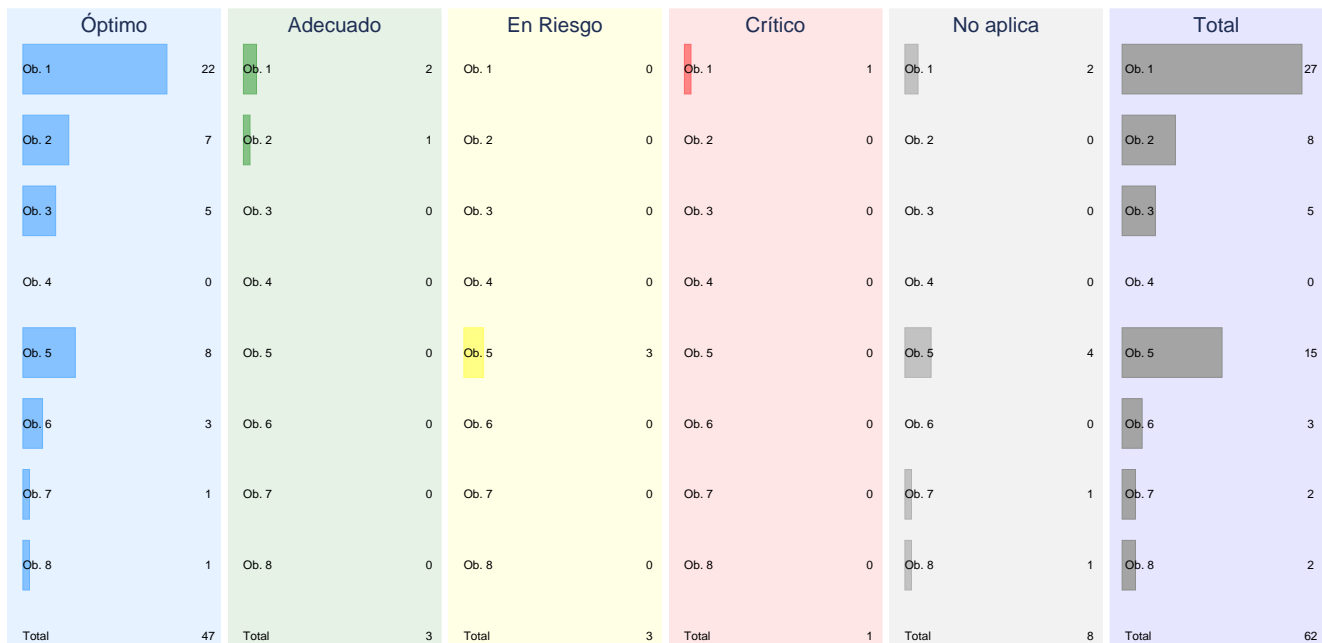 Óptimo Adecuado En Riesgo Crítico No aplica Total
Ob. 1 22 Ob. 1 2 Ob. 1 0 Ob. 1 1 Ob. 1 2 Ob. 1 27
Ob. 2 7 Ob. 2 1 Ob. 2 0 Ob. 2 0 Ob. 2 0 Ob. 2 8
Ob. 3 5 Ob. 3 0 Ob. 3 0 Ob. 3 0 Ob. 3 0 Ob. 3 5
Ob. 4 0 Ob. 4 0 Ob. 4 0 Ob. 4 0 Ob. 4 0 Ob. 4 0
Ob. 5 8 Ob. 5 0 Ob. 5 3 Ob. 5 0 Ob. 5 4 Ob. 5 15
Ob. 6 3 Ob. 6 0 Ob. 6 0 Ob. 6 0 Ob. 6 0 Ob. 6 3
Ob. 7 1 Ob. 7 0 Ob. 7 0 Ob. 7 0 Ob. 7 1 Ob. 7 2
Ob. 8 1 Ob. 8 0 Ob. 8 0 Ob. 8 0 Ob. 8 1 Ob. 8 2
Total 47 Total 3 Total 3 Total 1 Total 8 Total 62